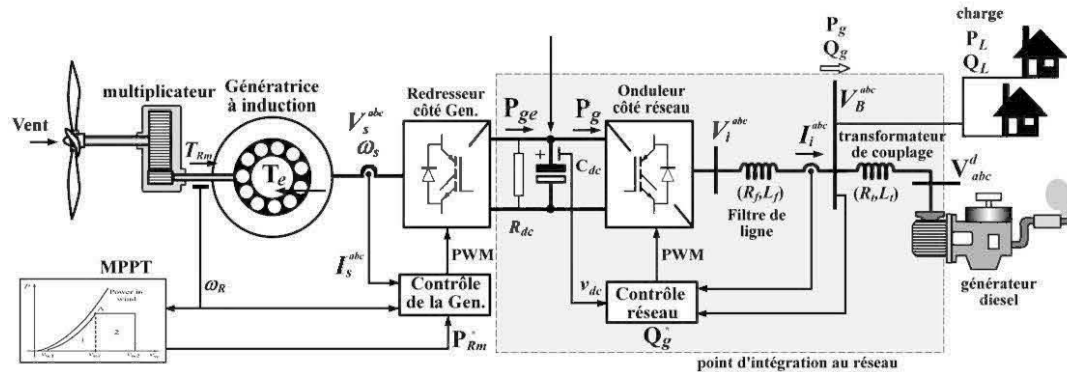 Vent
multiplicateur
T_Rm
Génératrice
à induction
T_e
V_s^abc
ω_s
I_s^abc
ω_R
MPPT
Power in
wind
P
A
1
2
Redresseur
côté Gen.
PWM
Contrôle
de la Gen.
P*_Rm
P_ge
R_dc
+
C_dc
P_g
Onduleur
côté réseau
PWM
v_dc
Contrôle
réseau
Q_g
V_i^abc
I_i^abc
(R_f,L_f)
Filtre de
ligne
P_g
Q_g
V_B^abc
transformateur
de couplage
(R_t,L_t)
V_abc^d
charge
P_L
Q_L
générateur
diesel
point d'intégration au réseau